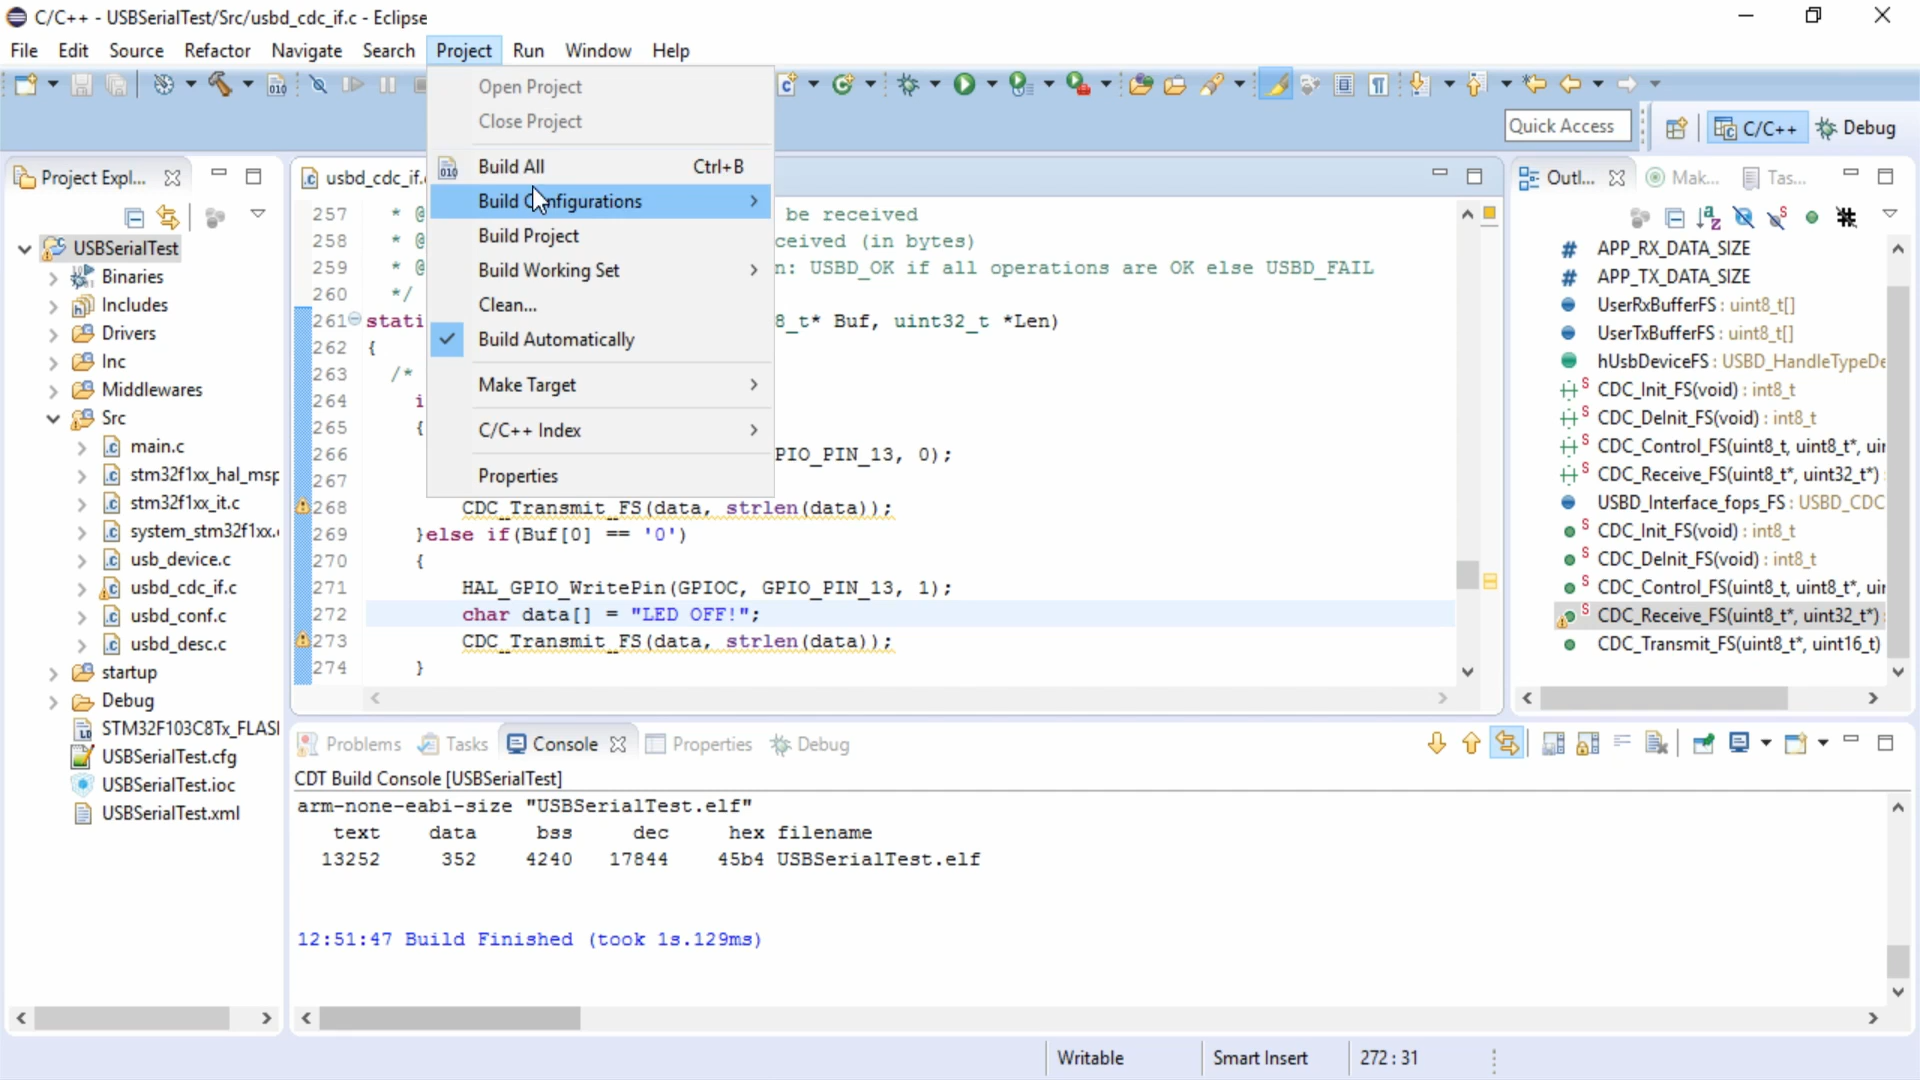 C/C++ - USBSerialTest/Src/usbd_cdc_if.c - Eclipse
File Edit Source Refactor Navigate Search Project Run Window Help
Quick Access
C/C++
Debug
Project Expl...
USBSerialTest
Binaries
Includes
Drivers
Inc
Middlewares
Src
main.c
stm32f1xx_hal_msp
stm32f1xx_it.c
system_stm32f1xx.
usb_device.c
usbd_cdc_if.c
usbd_conf.c
usbd_desc.c
startup
Debug
STM32F103C8Tx_FLASH
USBSerialTest.cfg
USBSerialTest.ioc
USBSerialTest.xml
Open Project
Close Project
Build All Ctrl+B
Build Configurations
Build Project
Build Working Set
Clean...
Build Automatically
Make Target
C/C++ Index
Properties
usbd_cdc_if.
257 * @ be received
258 * @ ceived (in bytes)
259 * @ n: USBD_OK if all operations are OK else USBD_FAIL
260 */
261 stati 8_t* Buf, uint32_t *Len)
262 {
263 /*
264 i
265 {
266 PIO_PIN_13, 0);
267
268 CDC_Transmit_FS(data, strlen(data));
269 }else if(Buf[0] == '0')
270 {
271 HAL_GPIO_WritePin(GPIOC, GPIO_PIN_13, 1);
272 char data[] = "LED OFF!";
273 CDC_Transmit_FS(data, strlen(data));
274 }
Outl... Mak... Tas...
APP_RX_DATA_SIZE
APP_TX_DATA_SIZE
UserRxBufferFS : uint8_t[]
UserTxBufferFS : uint8_t[]
hUsbDeviceFS : USBD_HandleTypeDe
CDC_Init_FS(void) : int8_t
CDC_DeInit_FS(void) : int8_t
CDC_Control_FS(uint8_t, uint8_t*, uin
CDC_Receive_FS(uint8_t*, uint32_t*)
USBD_Interface_fops_FS : USBD_CDC
CDC_Init_FS(void) : int8_t
CDC_DeInit_FS(void) : int8_t
CDC_Control_FS(uint8_t, uint8_t*, uin
CDC_Receive_FS(uint8_t*, uint32_t*)
CDC_Transmit_FS(uint8_t*, uint16_t)
Problems Tasks Console Properties Debug
CDT Build Console [USBSerialTest]
arm-none-eabi-size "USBSerialTest.elf"
text data bss dec hex filename
13252 352 4240 17844 45b4 USBSerialTest.elf
12:51:47 Build Finished (took 1s.129ms)
Writable Smart Insert 272 : 31